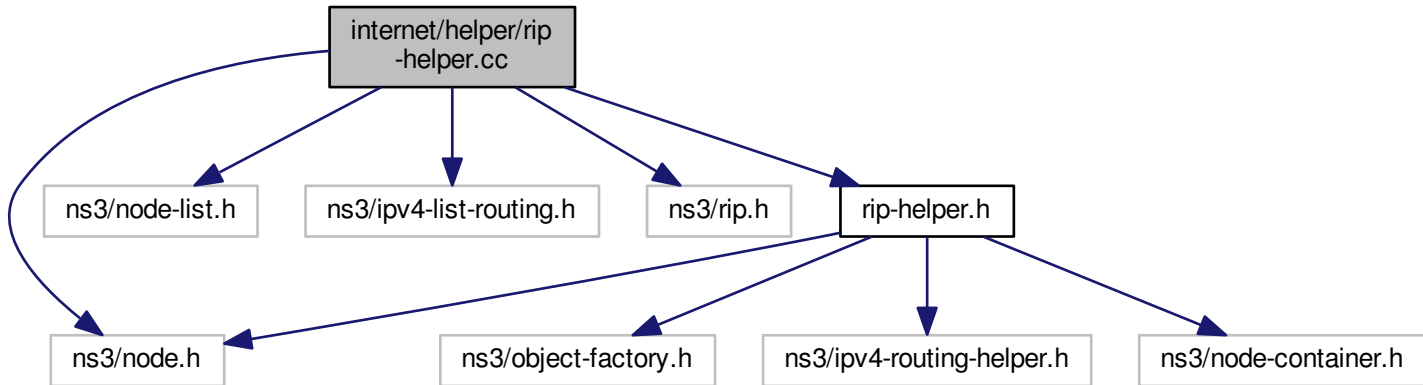 internet/helper/rip
-helper.cc
ns3/node-list.h
ns3/ipv4-list-routing.h
ns3/rip.h
rip-helper.h
ns3/node.h
ns3/object-factory.h
ns3/ipv4-routing-helper.h
ns3/node-container.h